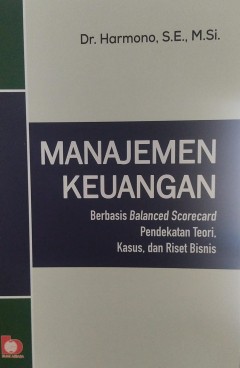 Dr. Harmono, S.E., M.Si.
MANAJEMEN
KEUANGAN
Berbasis Balanced Scorecard
Pendekatan Teori,
Kasus, dan Riset Bisnis